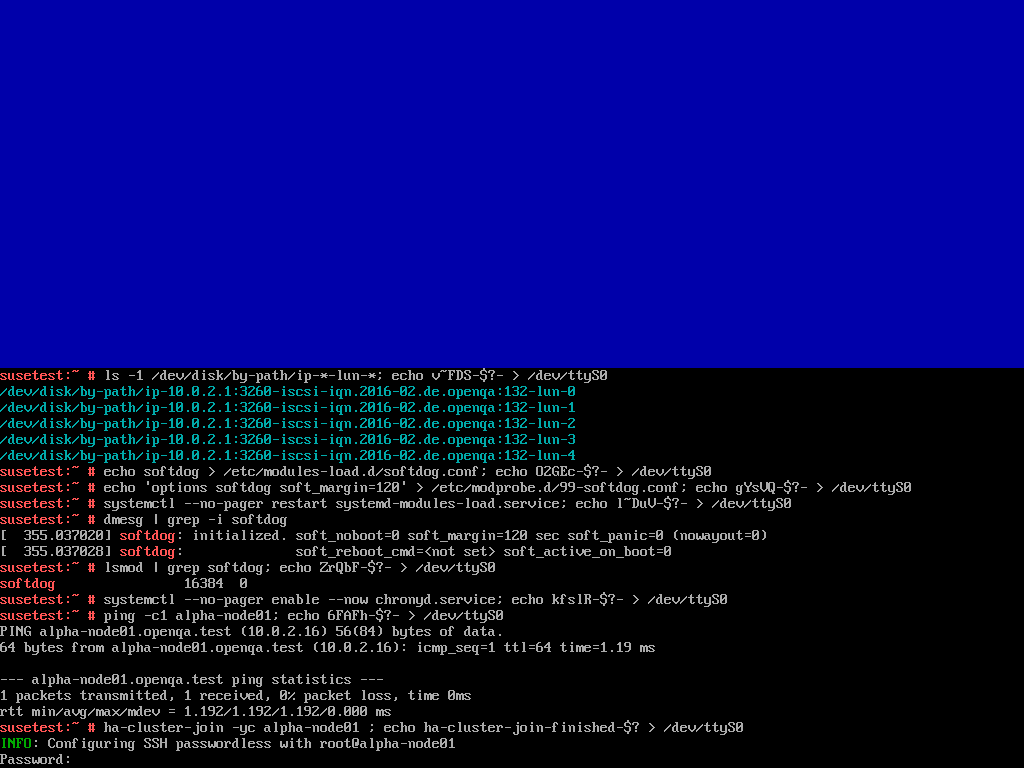 susetest:~ # ls -1 /dev/disk/by-path/ip-*-lun-*; echo v~FDS-$?- > /dev/ttyS0
/dev/disk/by-path/ip-10.0.2.1:3260-iscsi-iqn.2016-02.de.openqa:132-lun-0
/dev/disk/by-path/ip-10.0.2.1:3260-iscsi-iqn.2016-02.de.openqa:132-lun-1
/dev/disk/by-path/ip-10.0.2.1:3260-iscsi-iqn.2016-02.de.openqa:132-lun-2
/dev/disk/by-path/ip-10.0.2.1:3260-iscsi-iqn.2016-02.de.openqa:132-lun-3
/dev/disk/by-path/ip-10.0.2.1:3260-iscsi-iqn.2016-02.de.openqa:132-lun-4
susetest:~ # echo softdog > /etc/modules-load.d/softdog.conf; echo O2GEc-$?- > /dev/ttyS0
susetest:~ # echo 'options softdog soft_margin=120' > /etc/modprobe.d/99-softdog.conf; echo gYsVQ-$?- > /dev/ttyS0
susetest:~ # systemctl --no-pager restart systemd-modules-load.service; echo l~DuV-$?- > /dev/ttyS0
susetest:~ # dmesg | grep -i softdog
[  355.037020] softdog: initialized. soft_noboot=0 soft_margin=120 sec soft_panic=0 (nowayout=0)
[  355.037028] softdog:              soft_reboot_cmd=<not set> soft_active_on_boot=0
susetest:~ # lsmod | grep softdog; echo ZrQbF-$?- > /dev/ttyS0
softdog                16384  0
susetest:~ # systemctl --no-pager enable --now chronyd.service; echo kfslR-$?- > /dev/ttyS0
susetest:~ # ping -c1 alpha-node01; echo 6FAFh-$?- > /dev/ttyS0
PING alpha-node01.openqa.test (10.0.2.16) 56(84) bytes of data.
64 bytes from alpha-node01.openqa.test (10.0.2.16): icmp_seq=1 ttl=64 time=1.19 ms

--- alpha-node01.openqa.test ping statistics ---
1 packets transmitted, 1 received, 0% packet loss, time 0ms
rtt min/avg/max/mdev = 1.192/1.192/1.192/0.000 ms
susetest:~ # ha-cluster-join -yc alpha-node01 ; echo ha-cluster-join-finished-$? > /dev/ttyS0
INFO: Configuring SSH passwordless with root@alpha-node01
Password: